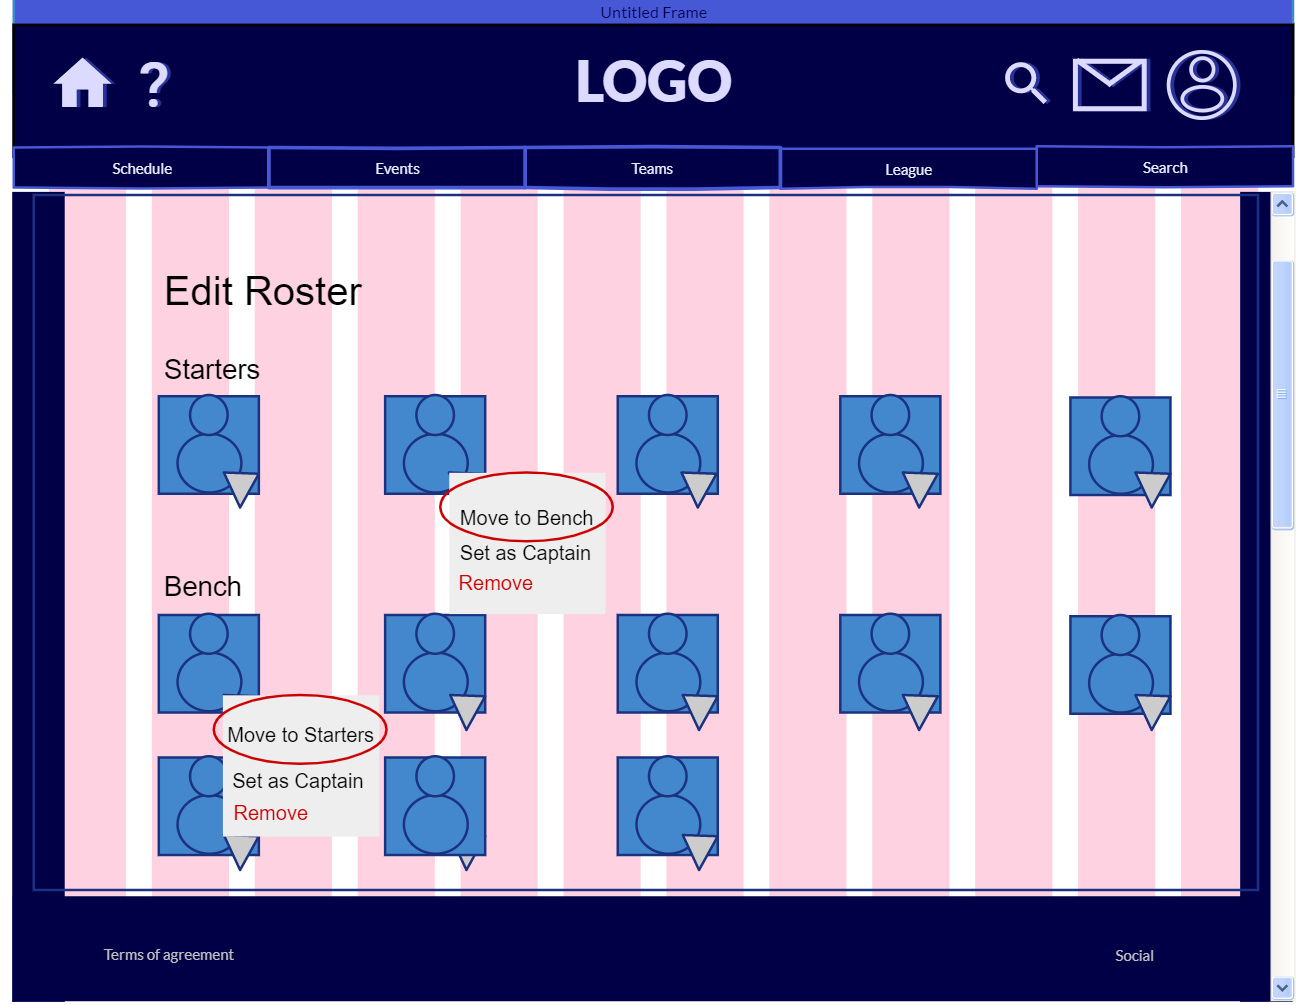 Untitled Frame
?
LOGO
Schedule
Events
Teams
League
Search
Edit Roster
Starters
Move to Bench
Set as Captain
Remove
Bench
Move to Starters
Set as Captain
Remove
Terms of agreement
Social